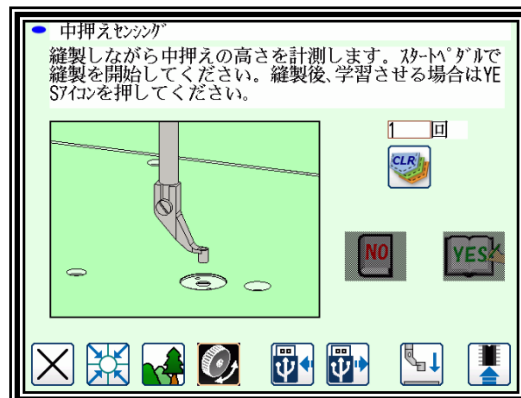 中押えｾﾝｼﾝｸﾞ
縫製しながら中押えの高さを計測します。ｽﾀｰﾄﾍﾟﾀﾞﾙで
縫製を開始してください。縫製後､学習させる場合はYE
Sｱｲｺﾝを押してください。
1 回
CLR
NO
YES